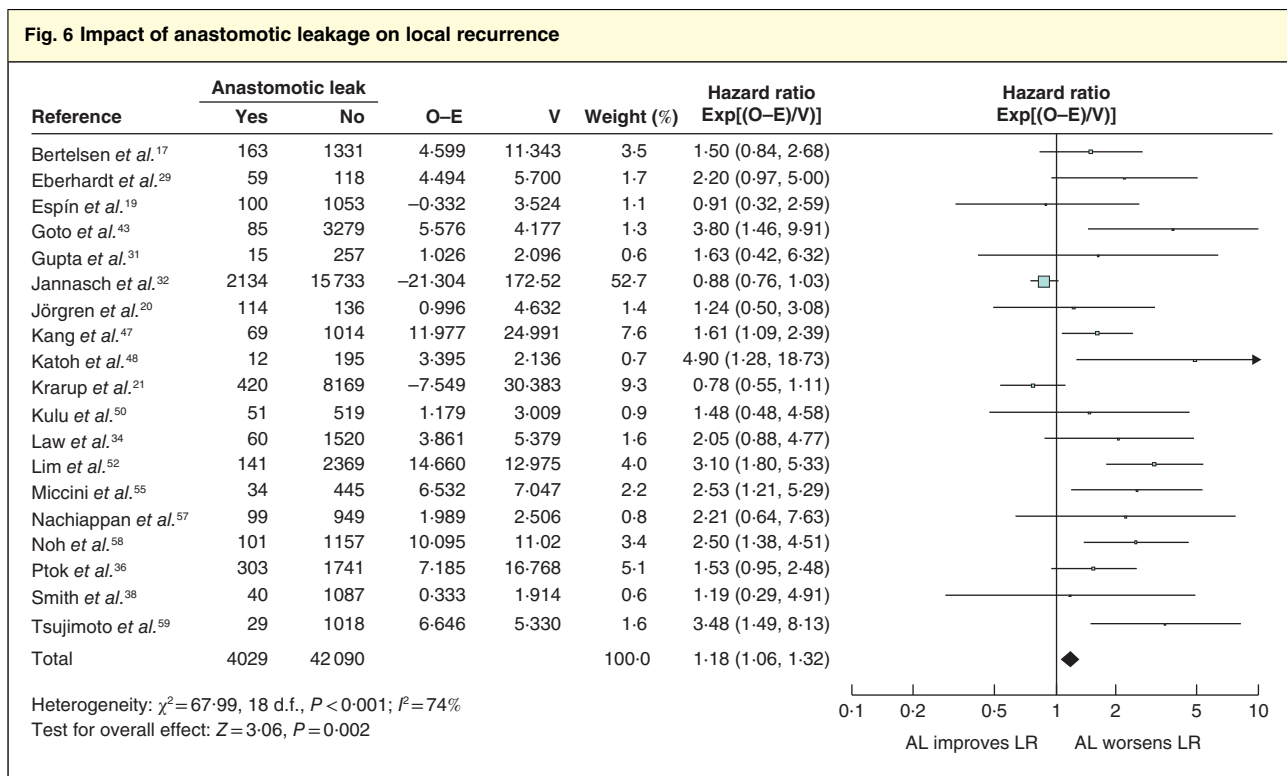 Fig. 6 Impact of anastomotic leakage on local recurrence
Anastomotic leak Hazard ratio Hazard ratio
Reference Yes No O–E V Weight (%) Exp[(O–E)/V)] Exp[(O–E)/V)]
Bertelsen et al.17 163 1331 4·599 11·343 3·5 1·50 (0·84, 2·68)
Eberhardt et al.29 59 118 4·494 5·700 1·7 2·20 (0·97, 5·00)
Espín et al.19 100 1053 –0·332 3·524 1·1 0·91 (0·32, 2·59)
Goto et al.43 85 3279 5·576 4·177 1·3 3·80 (1·46, 9·91)
Gupta et al.31 15 257 1·026 2·096 0·6 1·63 (0·42, 6·32)
Jannasch et al.32 2134 15 733 –21·304 172·52 52·7 0·88 (0·76, 1·03)
Jörgren et al.20 114 136 0·996 4·632 1·4 1·24 (0·50, 3·08)
Kang et al.47 69 1014 11·977 24·991 7·6 1·61 (1·09, 2·39)
Katoh et al.48 12 195 3·395 2·136 0·7 4·90 (1·28, 18·73)
Krarup et al.21 420 8169 –7·549 30·383 9·3 0·78 (0·55, 1·11)
Kulu et al.50 51 519 1·179 3·009 0·9 1·48 (0·48, 4·58)
Law et al.34 60 1520 3·861 5·379 1·6 2·05 (0·88, 4·77)
Lim et al.52 141 2369 14·660 12·975 4·0 3·10 (1·80, 5·33)
Miccini et al.55 34 445 6·532 7·047 2·2 2·53 (1·21, 5·29)
Nachiappan et al.57 99 949 1·989 2·506 0·8 2·21 (0·64, 7·63)
Noh et al.58 101 1157 10·095 11·02 3·4 2·50 (1·38, 4·51)
Ptok et al.36 303 1741 7·185 16·768 5·1 1·53 (0·95, 2·48)
Smith et al.38 40 1087 0·333 1·914 0·6 1·19 (0·29, 4·91)
Tsujimoto et al.59 29 1018 6·646 5·330 1·6 3·48 (1·49, 8·13)
Total 4029 42 090 100·0 1·18 (1·06, 1·32)
Heterogeneity: χ2=67·99, 18 d.f., P<0·001; I2=74%
Test for overall effect: Z=3·06, P=0·002
0·1 0·2 0·5 1 2 5 10
AL improves LR AL worsens LR